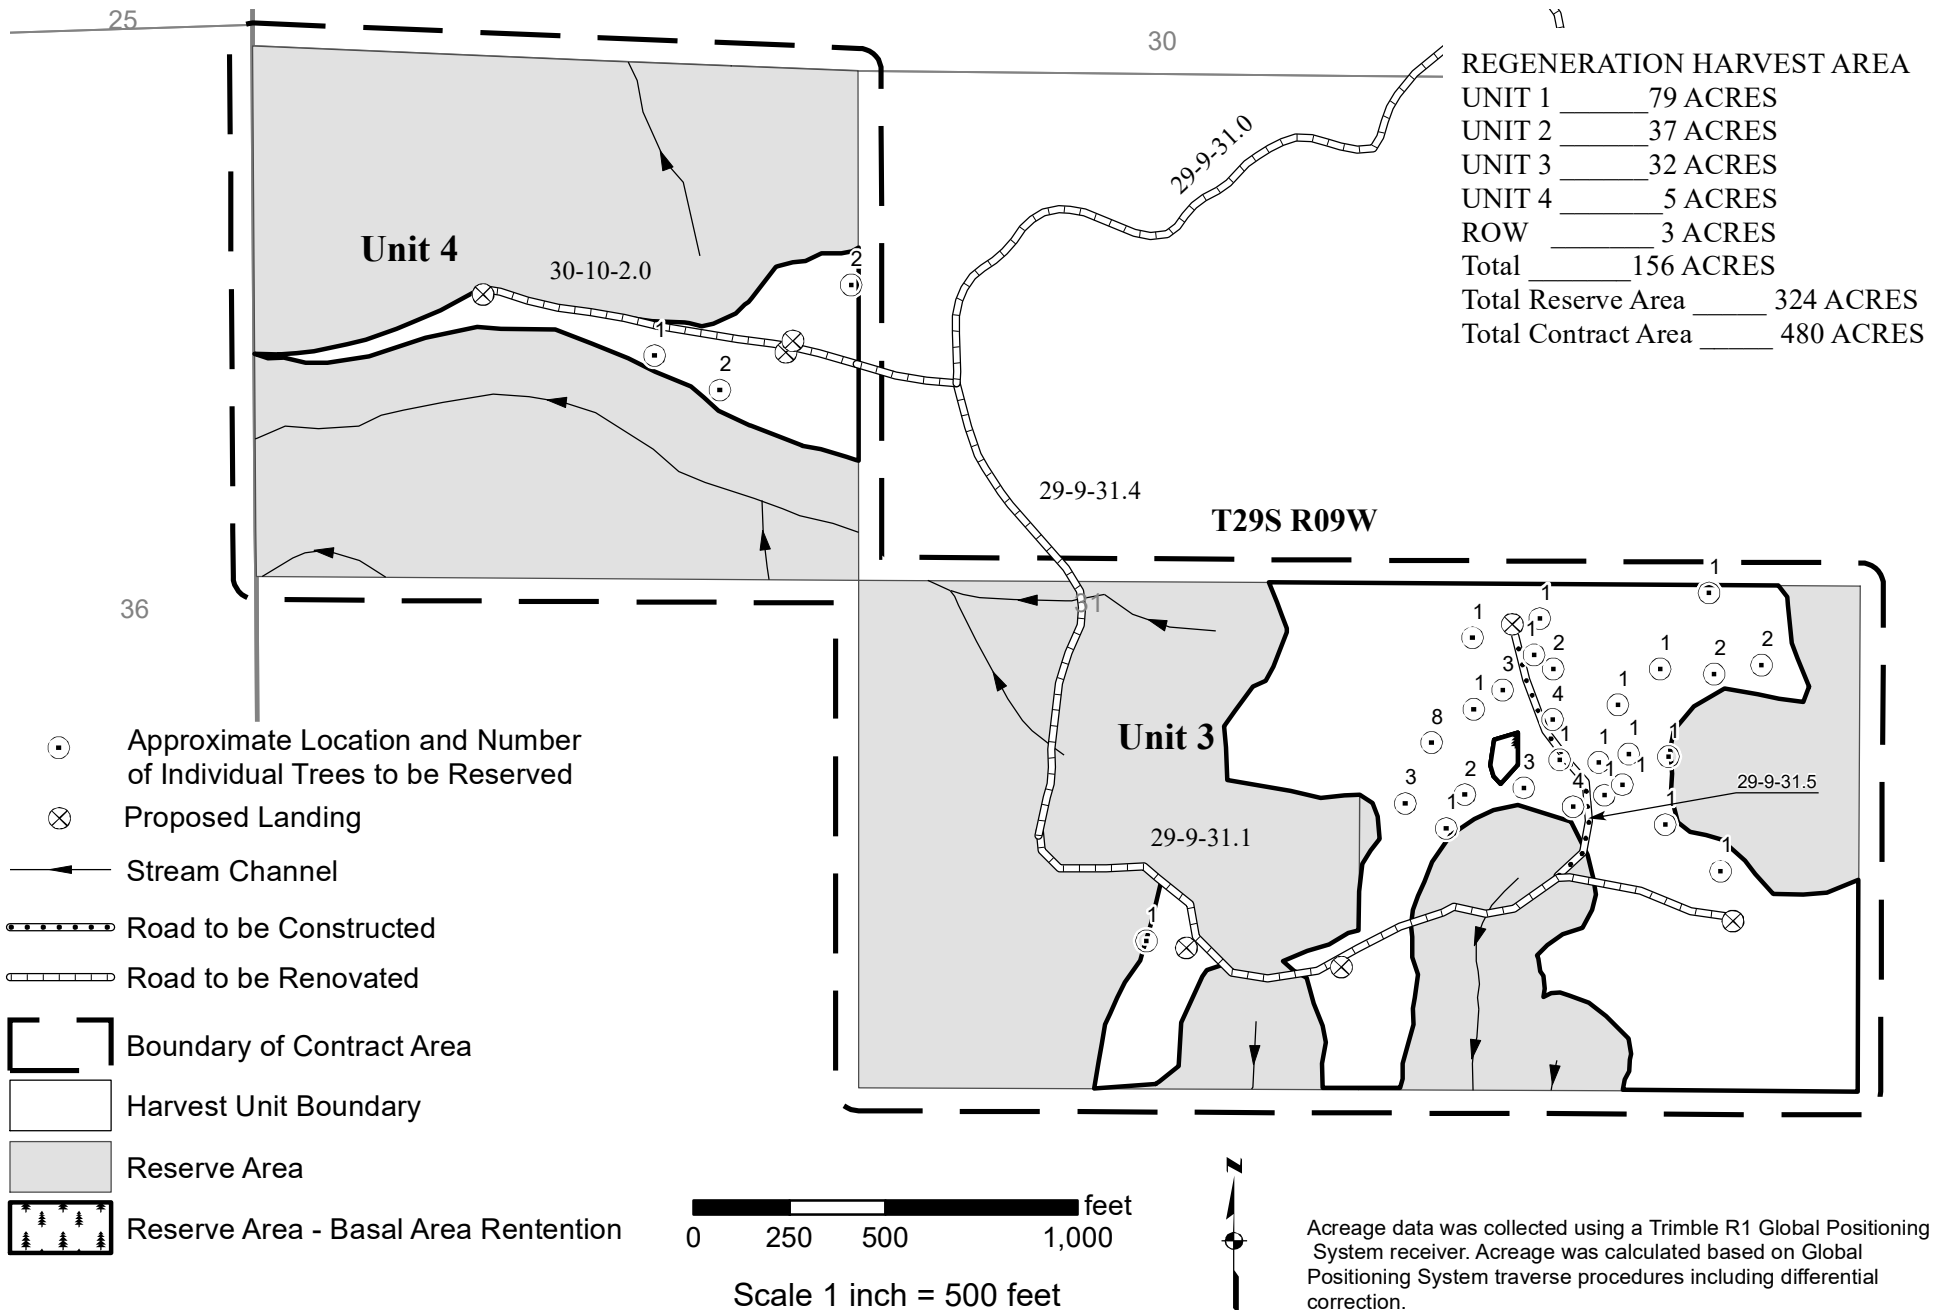 25
30
REGENERATION HARVEST AREA
UNIT 1 ______79 ACRES
UNIT 2 ______37 ACRES
UNIT 3 ______32 ACRES
UNIT 4 _______5 ACRES
ROW _______ 3 ACRES
Total _______156 ACRES
Total Reserve Area _____ 324 ACRES
Total Contract Area _____ 480 ACRES
29-9-31.0
Unit 4
30-10-2.0
2
1
2
29-9-31.4
T29S R09W
36
31
1
1
1
1
2
1
2
2
3
1
4
1
8
1
1
1
1
3
2
1
3
4
1
1
1
1
Unit 3
29-9-31.5
29-9-31.1
1
Approximate Location and Number
of Individual Trees to be Reserved
Proposed Landing
Stream Channel
Road to be Constructed
Road to be Renovated
Boundary of Contract Area
Harvest Unit Boundary
Reserve Area
Reserve Area - Basal Area Rentention
feet
0 250 500 1,000
Scale 1 inch = 500 feet
N
Acreage data was collected using a Trimble R1 Global Positioning
System receiver. Acreage was calculated based on Global
Positioning System traverse procedures including differential
correction.